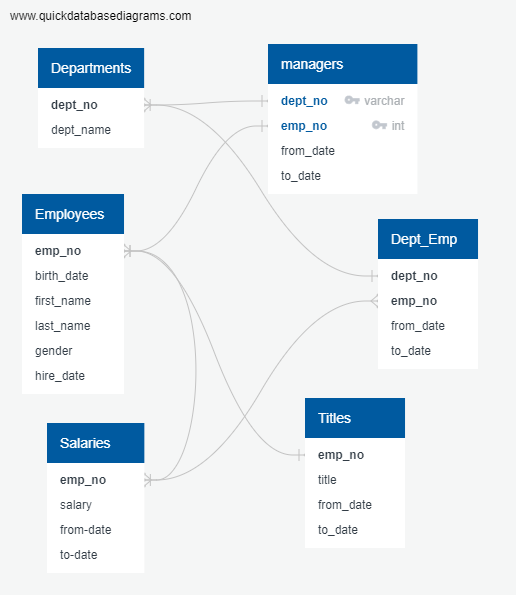 www.quickdatabasediagrams.com
Departments
dept_no
dept_name
managers
dept_no varchar
emp_no int
from_date
to_date
Employees
emp_no
birth_date
first_name
last_name
gender
hire_date
Dept_Emp
dept_no
emp_no
from_date
to_date
Salaries
emp_no
salary
from-date
to-date
Titles
emp_no
title
from_date
to_date